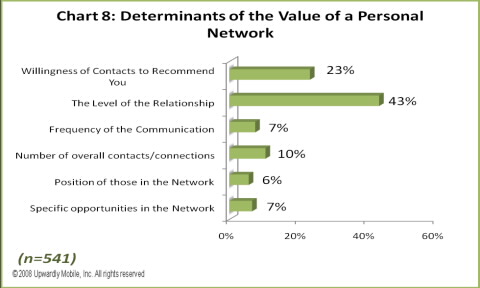 Chart 8: Determinants of the Value of a Personal
Network
Willingness of Contacts to Recommend
You
23%
The Level of the Relationship
43%
Frequency of the Communication
7%
Number of overall contacts/connections
10%
Position of those in the Network
6%
Specific opportunities in the Network
7%
0% 20% 40% 60%
(n=541)
©2008 Upwardly Mobile, Inc. All rights reserved